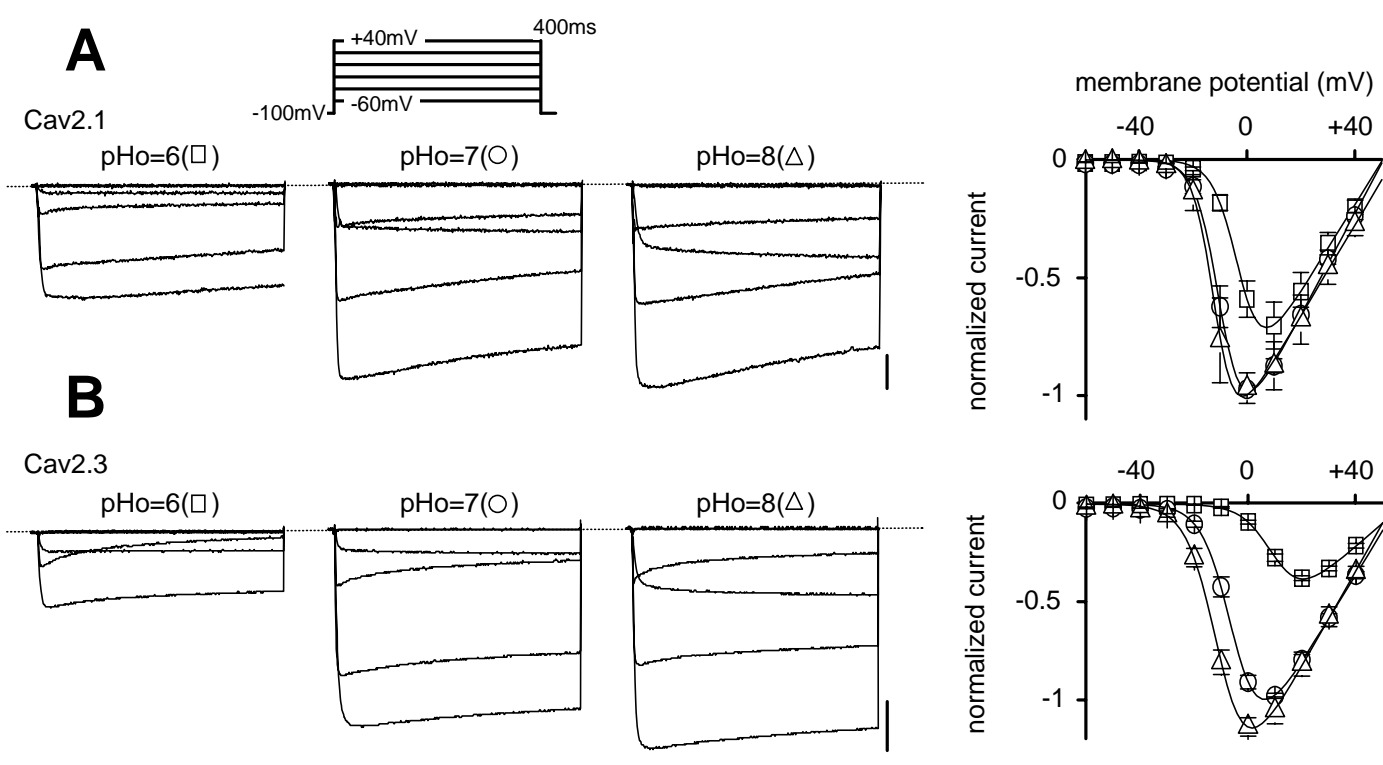 A
+40mV
400ms
-60mV
-100mV
Cav2.1
pHo=6(□)
pHo=7(○)
pHo=8(△)
membrane potential (mV)
-40
0
+40
0
-0.5
-1
normalized current
B
Cav2.3
pHo=6(□)
pHo=7(○)
pHo=8(△)
-40
0
+40
0
-0.5
-1
normalized current